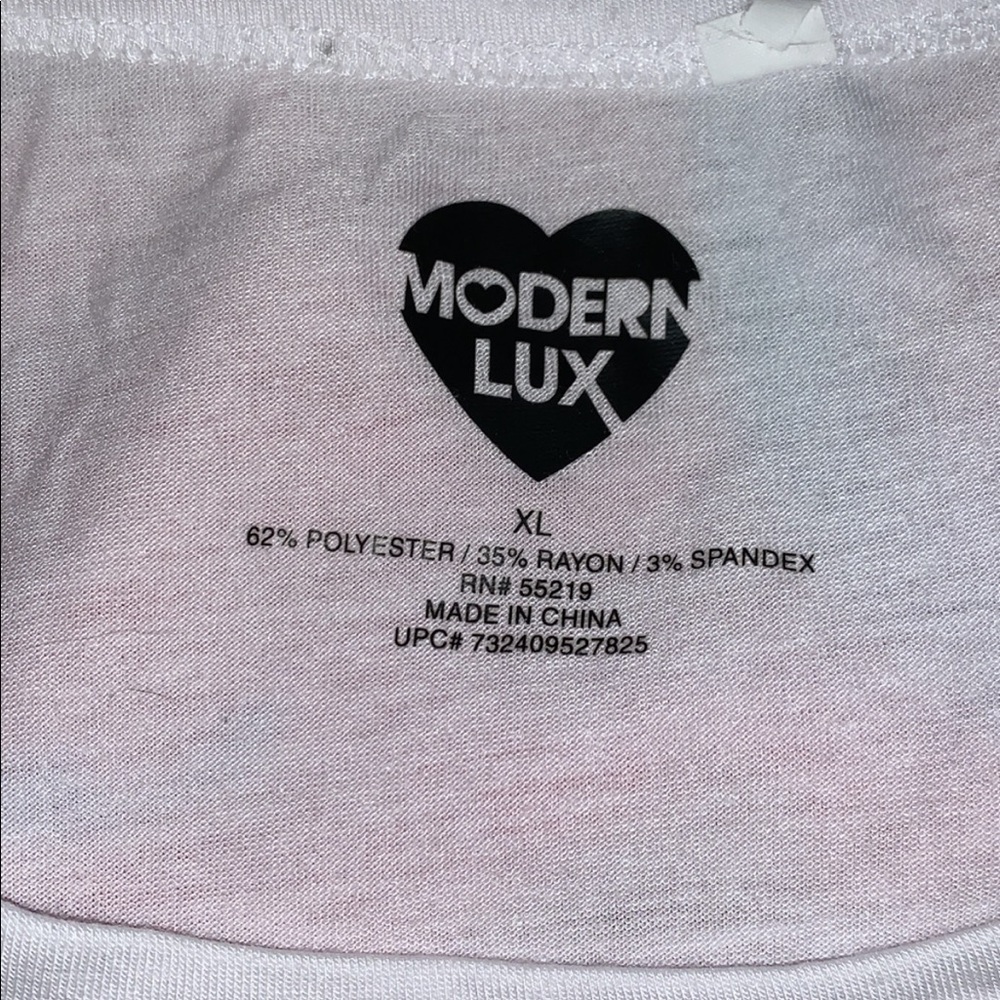 MODERN
LUX
XL
62% POLYESTER / 35% RAYON / 3% SPANDEX
RN# 55219
MADE IN CHINA
UPC# 732409527825